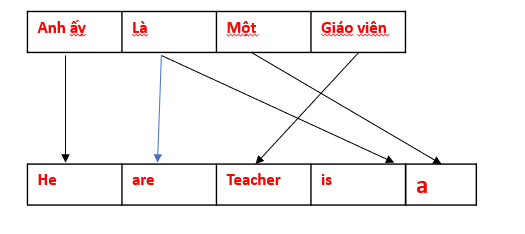 Anh ấy Là Một Giáo viên
He are Teacher is a